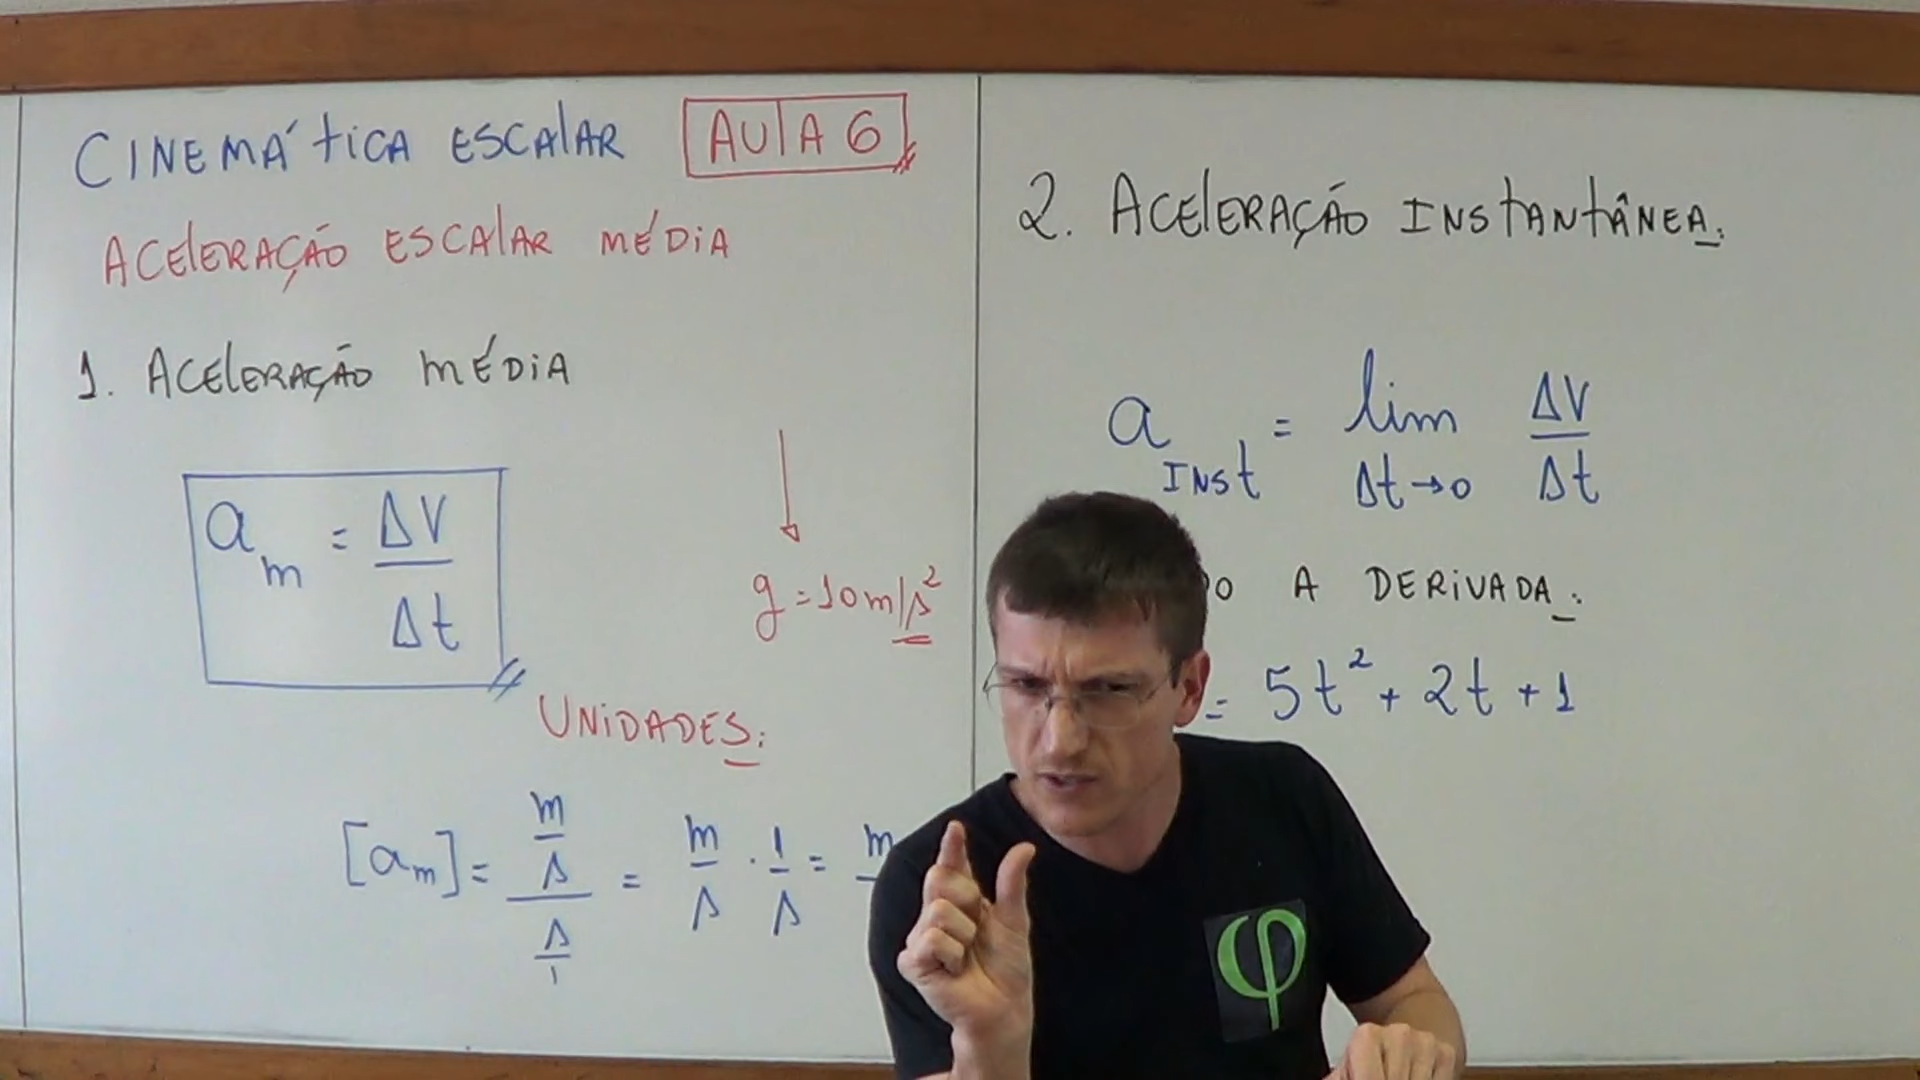 CINEMÁTICA ESCALAR AULA 6
ACELERAÇÃO ESCALAR MÉDIA
1. ACELERAÇÃO MÉDIA
a_m = ΔV/Δt
g = 10 m/s²
UNIDADES:
[a_m] = (m/s)/(s/1) = m/s · 1/s = m
2. ACELERAÇÃO INSTANTÂNEA:
a_INST = lim Δt→0 ΔV/Δt
A DERIVADA:
= 5t² + 2t + 1
φ